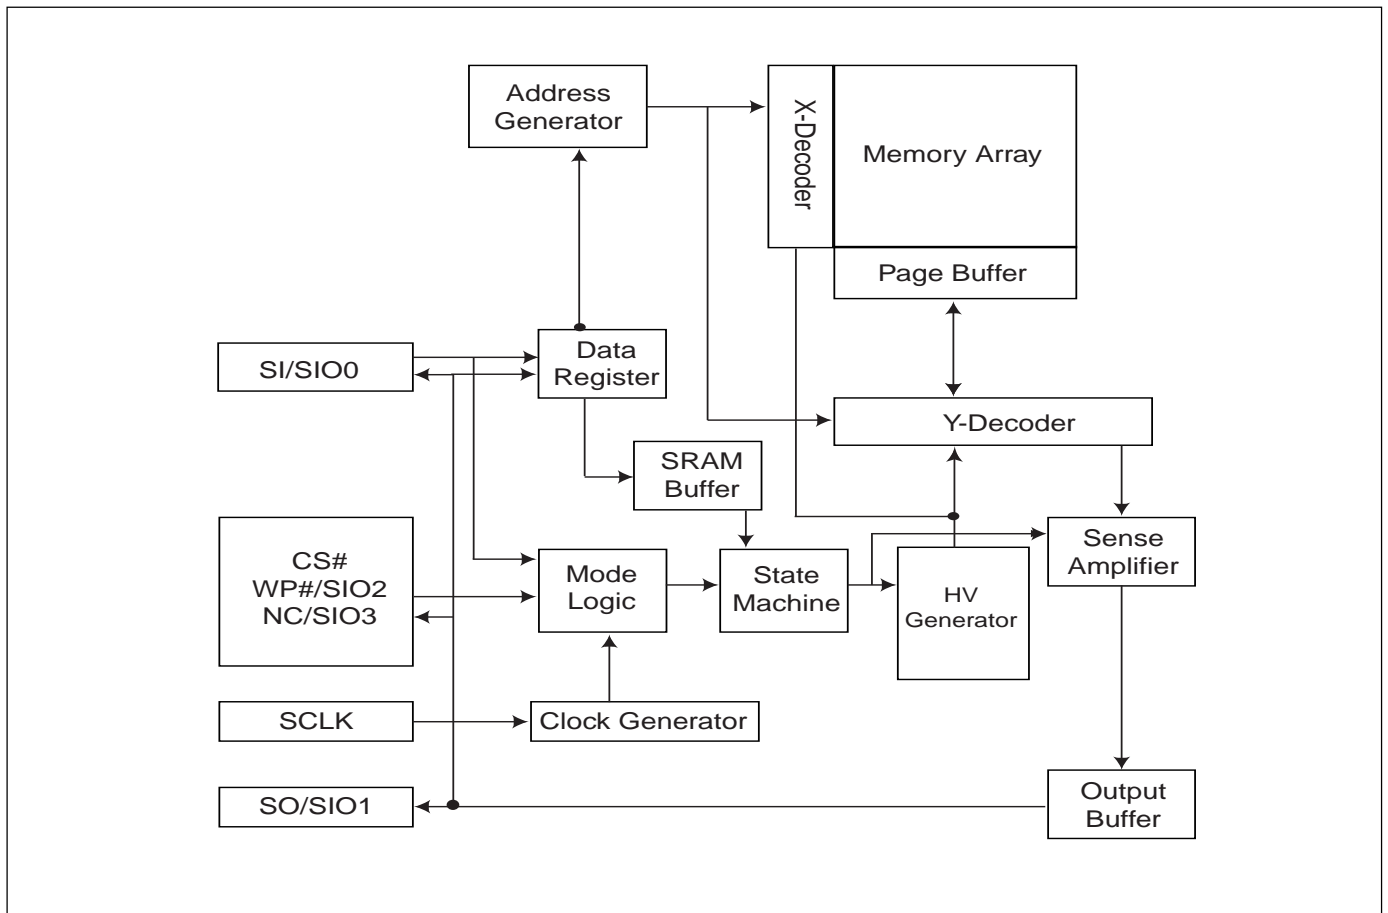 Address
Generator
X-Decoder
Memory Array
Page Buffer
SI/SIO0
Data
Register
Y-Decoder
SRAM
Buffer
CS#
WP#/SIO2
NC/SIO3
Mode
Logic
State
Machine
HV
Generator
Sense
Amplifier
SCLK
Clock Generator
SO/SIO1
Output
Buffer